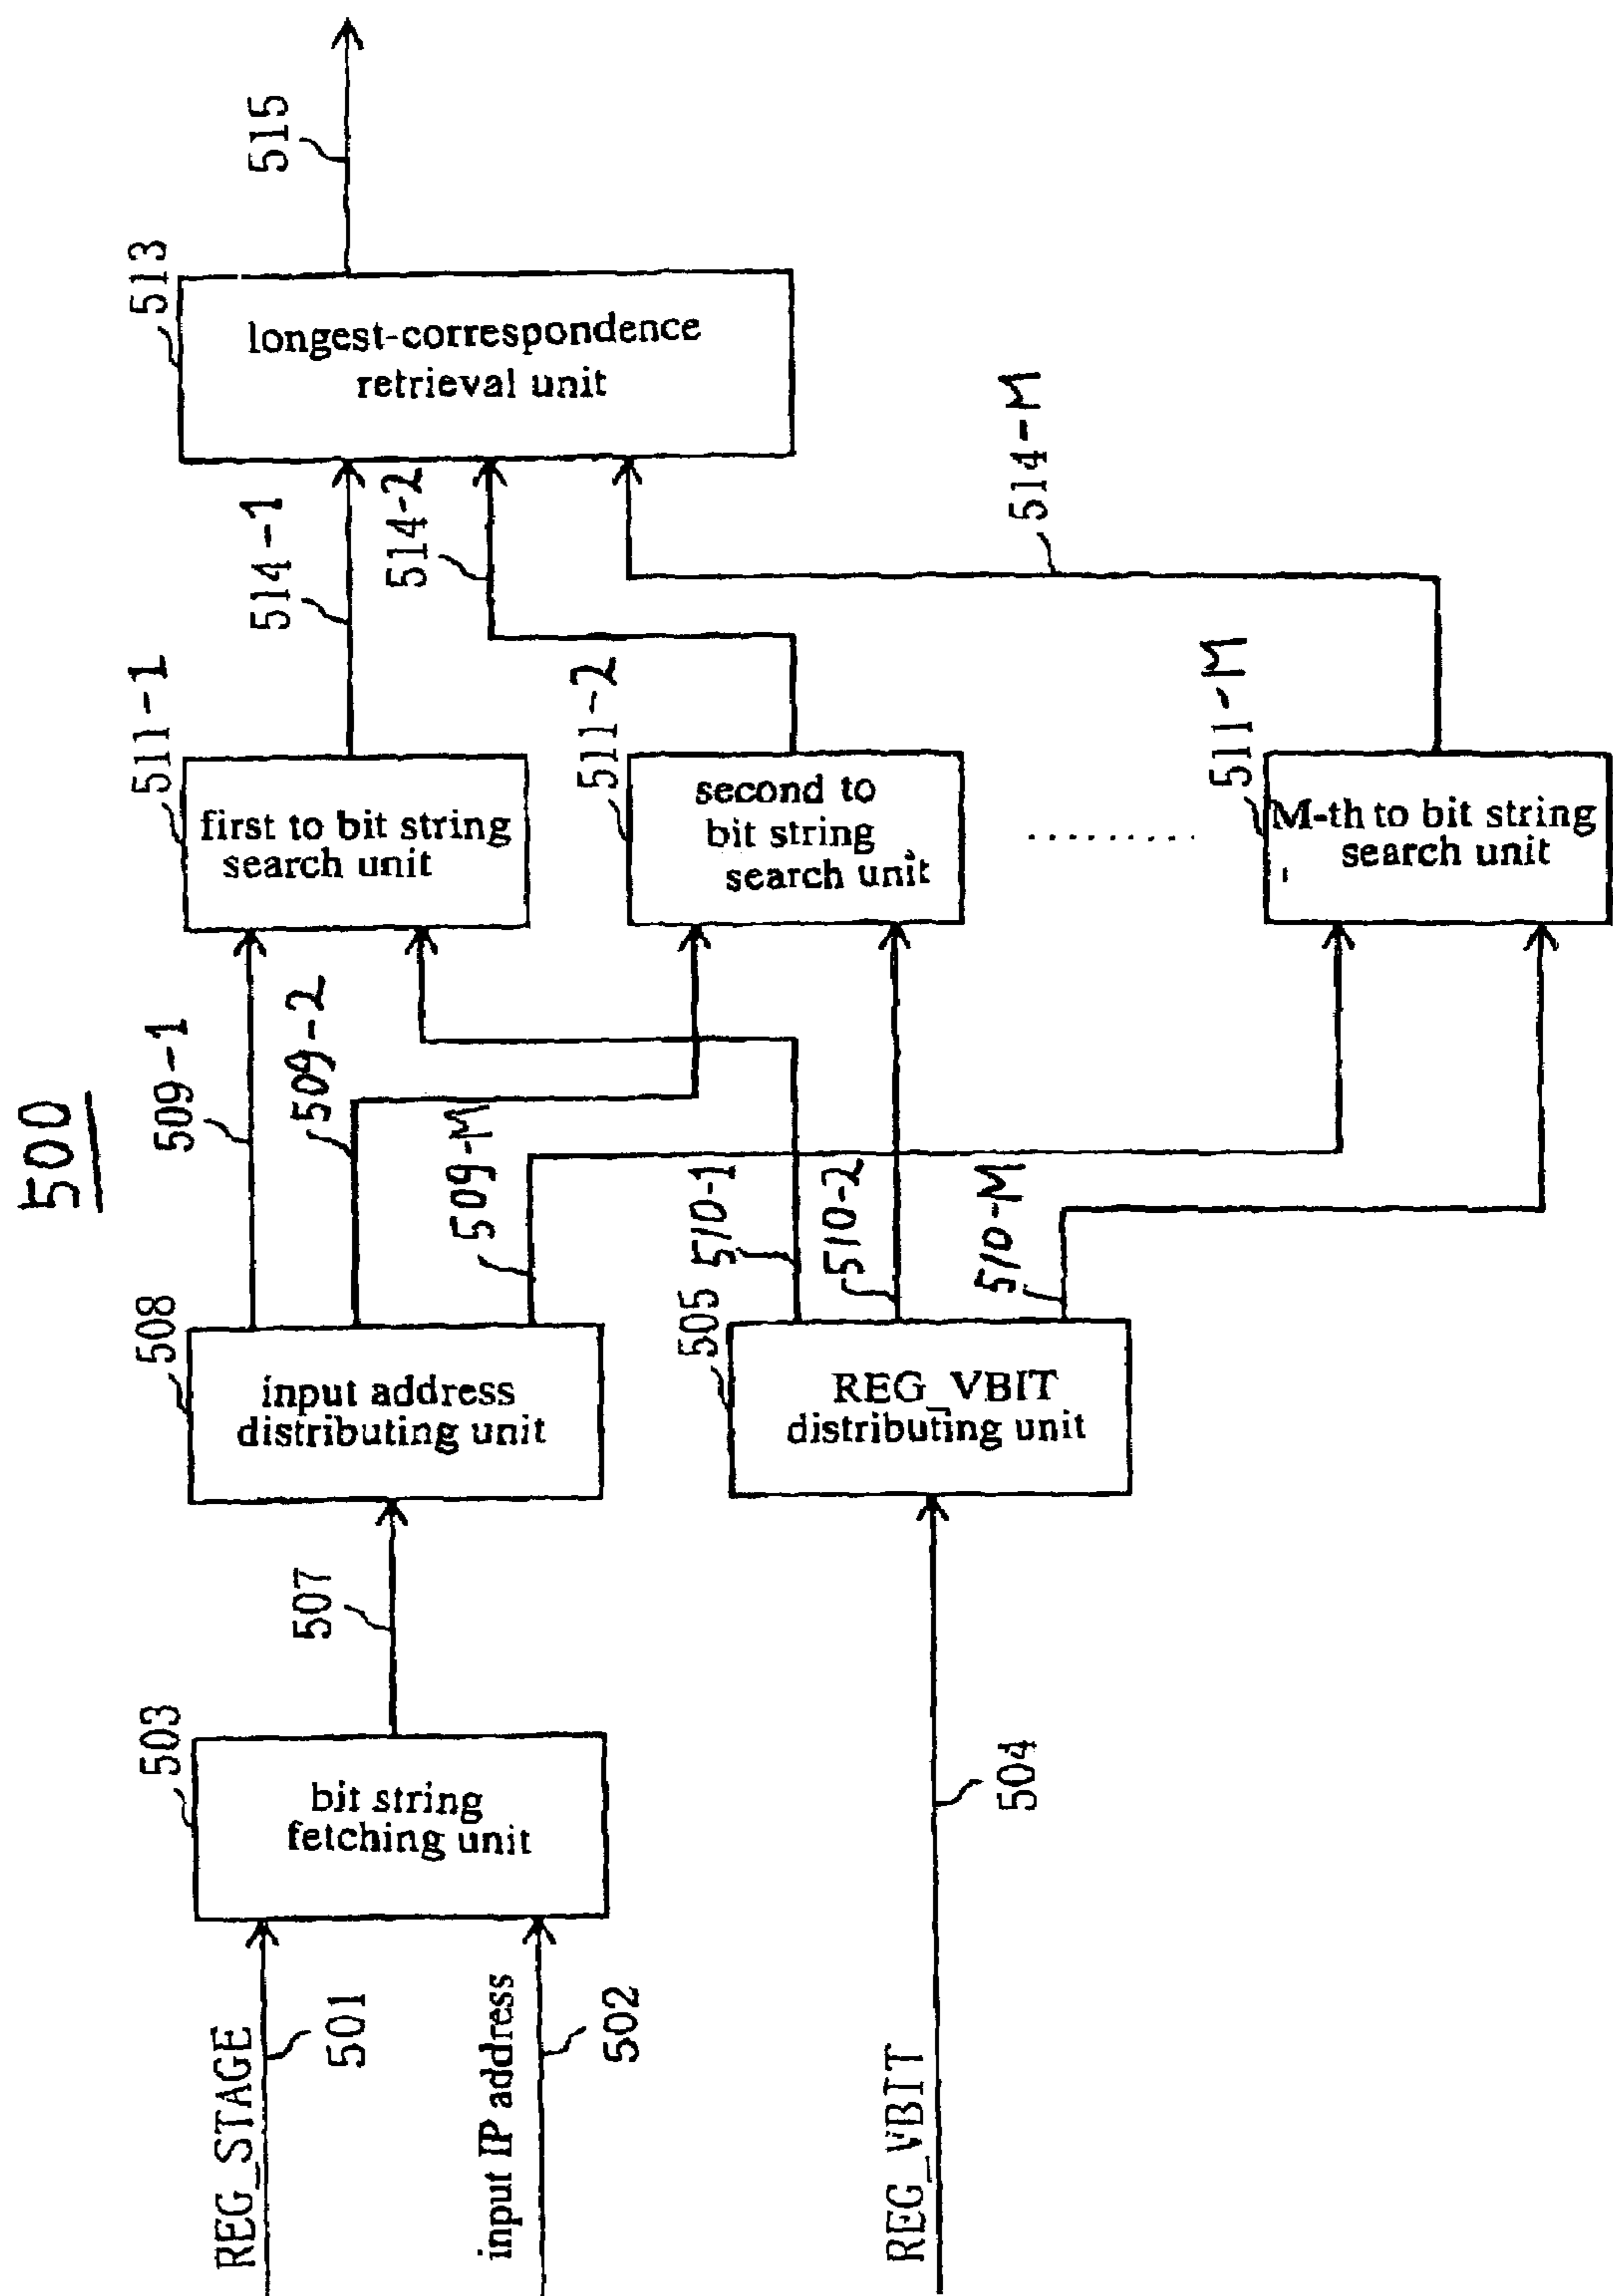 500
REG_STAGE
501
input IP address
502
REG_VBIT
504
503
bit string
fetching unit
507
508
input address
distributing unit
505
REG_VBIT
distributing unit
509-1
509-2
509-M
510-1
510-2
510-M
511-1
first to bit string
search unit
511-2
second to
bit string
search unit
.........
511-M
M-th to bit string
search unit
514-1
514-2
514-M
513
longest-correspondence
retrieval unit
515